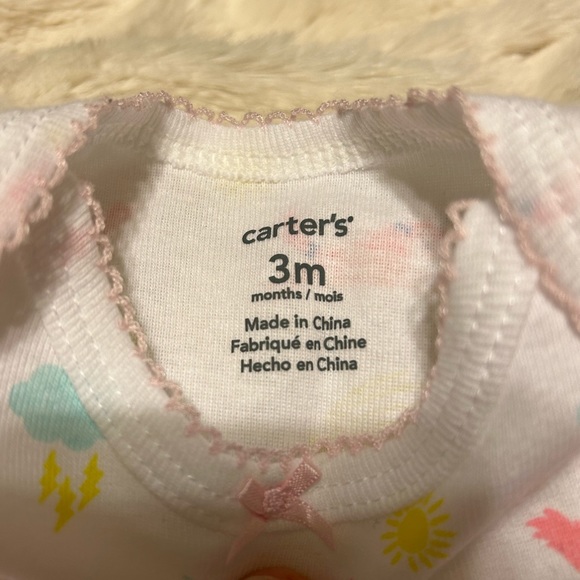 carter's
3m
months / mois
Made in China
Fabriqué en Chine
Hecho en China